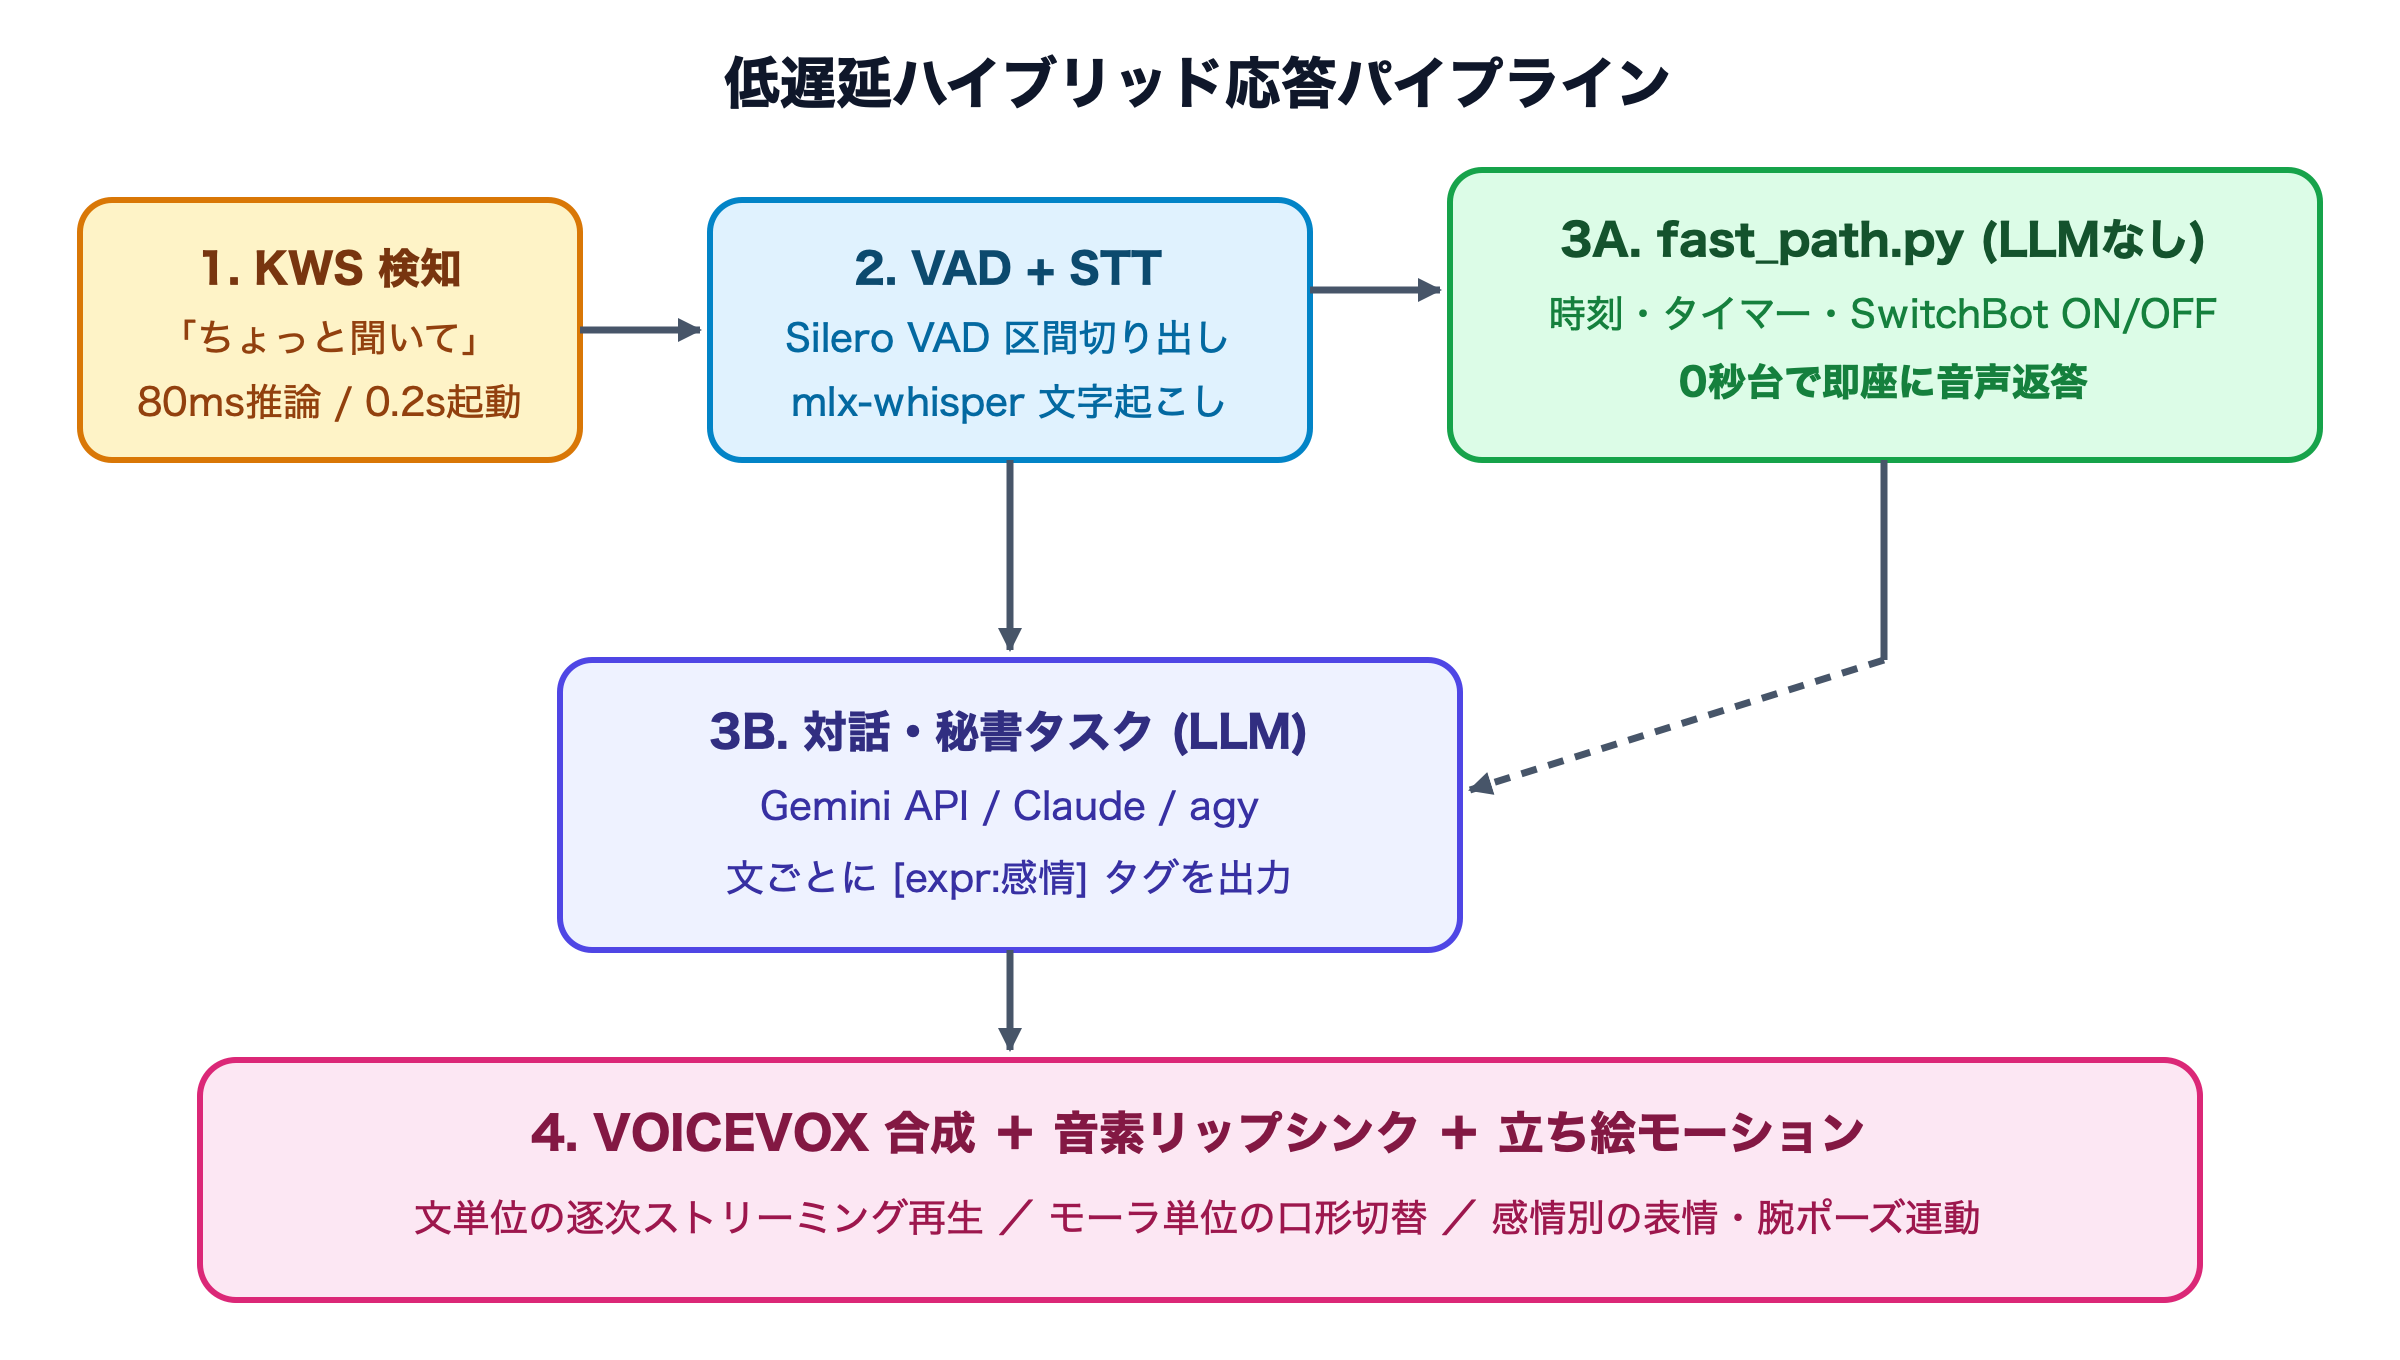 低遅延ハイブリッド応答パイプライン
1. KWS 検知
「ちょっと聞いて」
80ms推論 / 0.2s起動
2. VAD + STT
Silero VAD 区間切り出し
mlx-whisper 文字起こし
3A. fast_path.py (LLMなし)
時刻・タイマー・SwitchBot ON/OFF
0秒台で即座に音声返答
3B. 対話・秘書タスク (LLM)
Gemini API / Claude / agy
文ごとに [expr:感情] タグを出力
4. VOICEVOX 合成 ＋ 音素リップシンク ＋ 立ち絵モーション
文単位の逐次ストリーミング再生 ／ モーラ単位の口形切替 ／ 感情別の表情・腕ポーズ連動